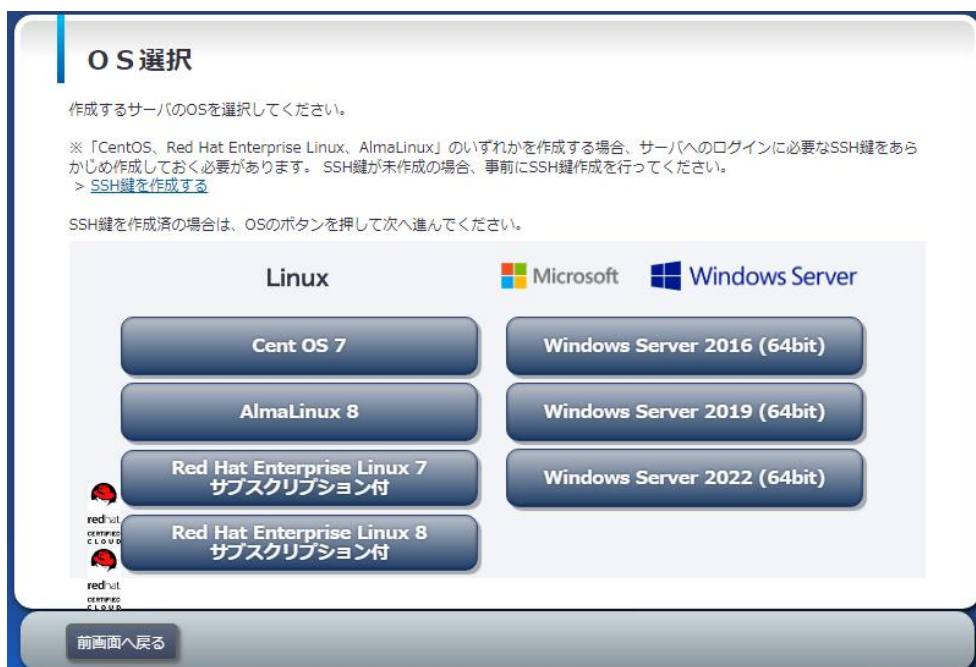 ＯＳ選択
作成するサーバのOSを選択してください。
※「CentOS、Red Hat Enterprise Linux、AlmaLinux」のいずれかを作成する場合、サーバへのログインに必要なSSH鍵をあら
かじめ作成しておく必要があります。 SSH鍵が未作成の場合、事前にSSH鍵作成を行ってください。
> SSH鍵を作成する
SSH鍵を作成済の場合は、OSのボタンを押して次へ進んでください。
Linux
Microsoft
Windows Server
Cent OS 7
Windows Server 2016 (64bit)
AlmaLinux 8
Windows Server 2019 (64bit)
Red Hat Enterprise Linux 7
サブスクリプション付
Windows Server 2022 (64bit)
redhat
CERTIFIED
CLOUD
Red Hat Enterprise Linux 8
サブスクリプション付
redhat
CERTIFIED
CLOUD
前画面へ戻る